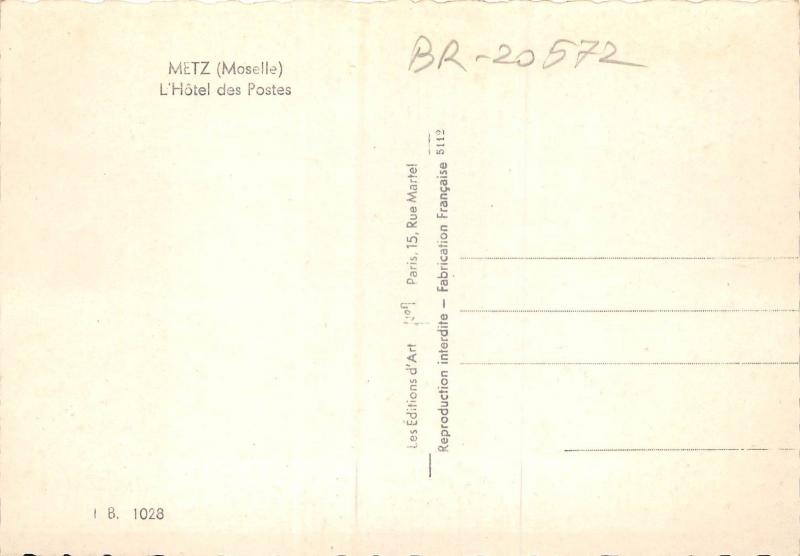 METZ (Moselle)
L'Hôtel des Postes
BR-20572
Les Éditions d'Art Paris, 15, Rue Martel
Reproduction interdite — Fabrication Française 5112
B. 1028